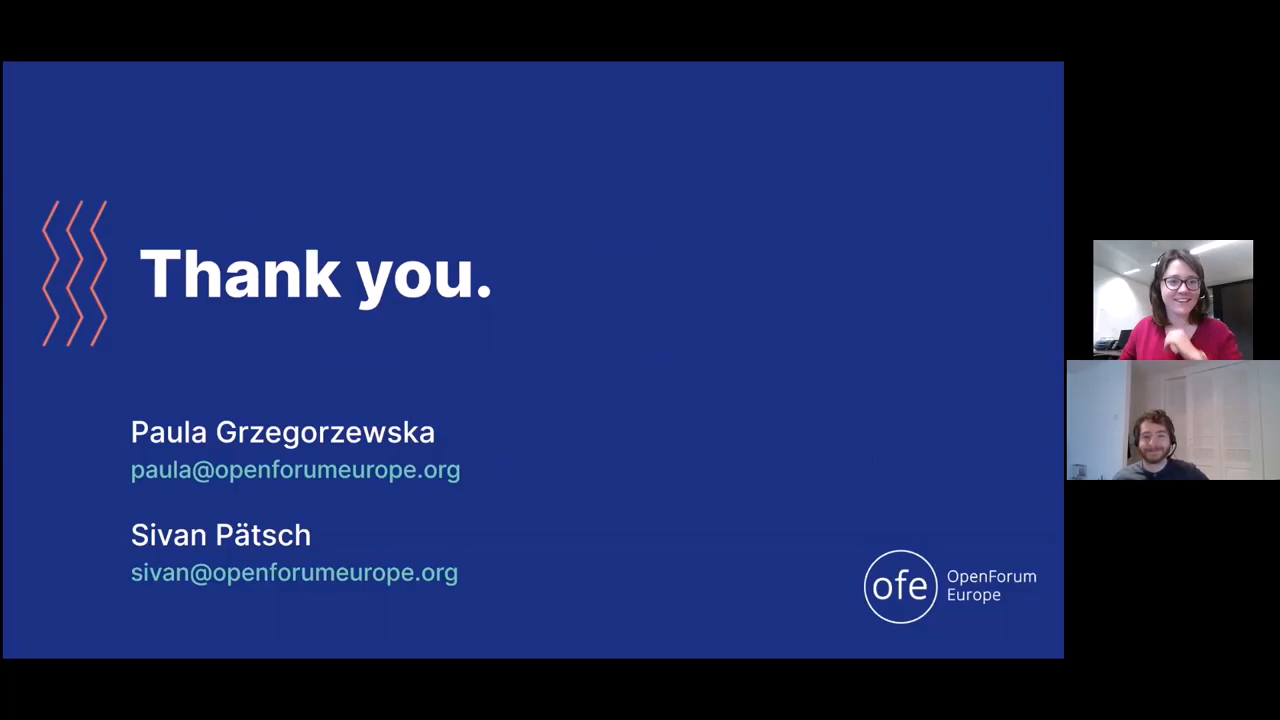 Thank you.
Paula Grzegorzewska
paula@openforumeurope.org
Sivan Pätsch
sivan@openforumeurope.org
ofe
OpenForum
Europe